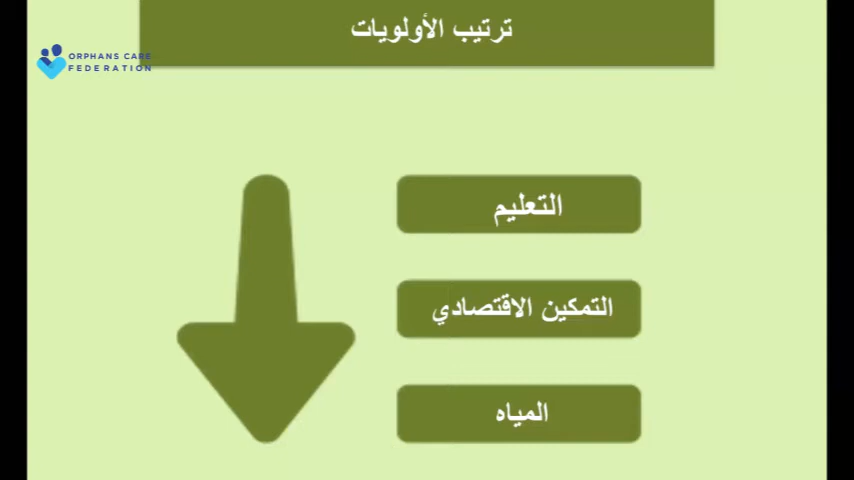 ترتيب الأولويات
ORPHANS CARE
FEDERATION
التعليم
التمكين الاقتصادي
المياه